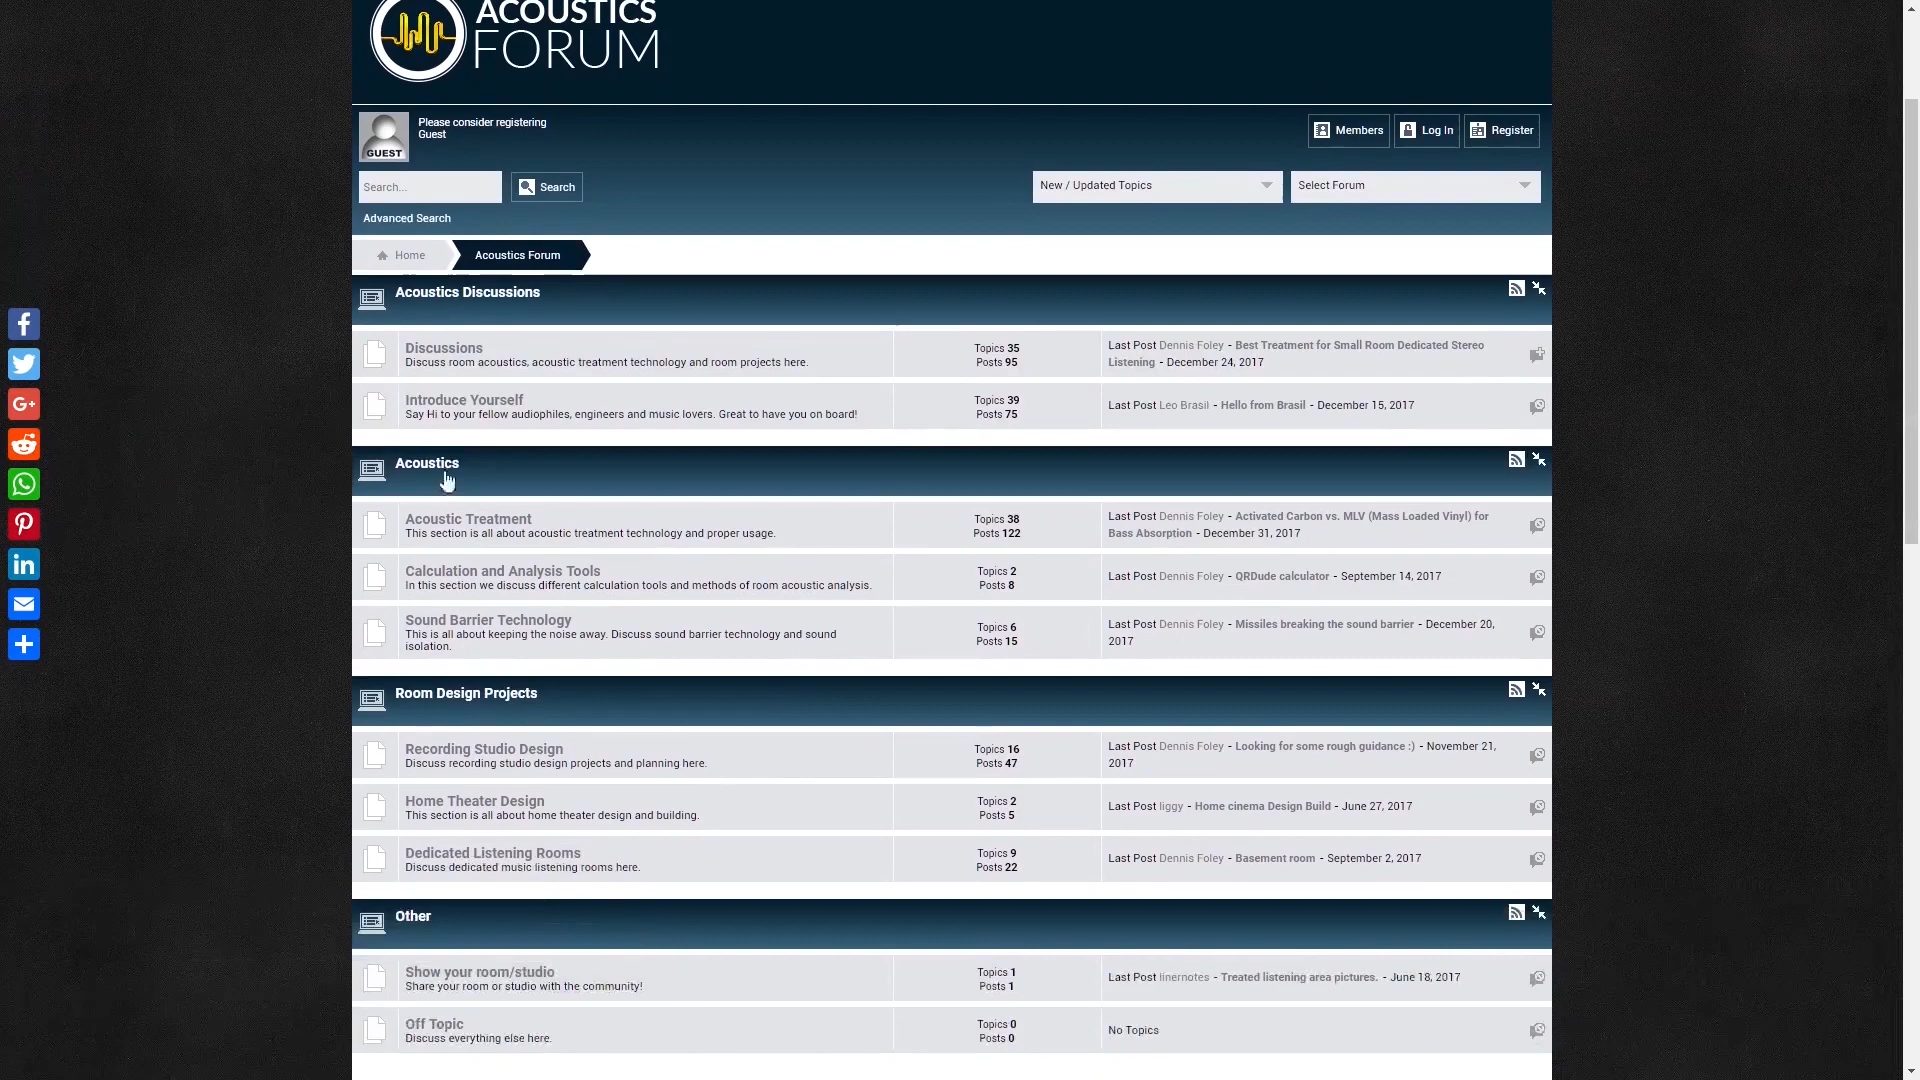 ACOUSTICS
FORUM
GUEST
Please consider registering
Guest
Members
Log In
Register
Search...
Search
New / Updated Topics
Select Forum
Advanced Search
Home
Acoustics Forum
Acoustics Discussions
Discussions
Discuss room acoustics, acoustic treatment technology and room projects here.
Topics 35
Posts 95
Last Post Dennis Foley - Best Treatment for Small Room Dedicated Stereo
Listening - December 24, 2017
Introduce Yourself
Say Hi to your fellow audiophiles, engineers and music lovers. Great to have you on board!
Topics 39
Posts 75
Last Post Leo Brasil - Hello from Brasil - December 15, 2017
Acoustics
Acoustic Treatment
This section is all about acoustic treatment technology and proper usage.
Topics 38
Posts 122
Last Post Dennis Foley - Activated Carbon vs. MLV (Mass Loaded Vinyl) for
Bass Absorption - December 31, 2017
Calculation and Analysis Tools
In this section we discuss different calculation tools and methods of room acoustic analysis.
Topics 2
Posts 8
Last Post Dennis Foley - QRDude calculator - September 14, 2017
Sound Barrier Technology
This is all about keeping the noise away. Discuss sound barrier technology and sound
isolation.
Topics 6
Posts 15
Last Post Dennis Foley - Missiles breaking the sound barrier - December 20,
2017
Room Design Projects
Recording Studio Design
Discuss recording studio design projects and planning here.
Topics 16
Posts 47
Last Post Dennis Foley - Looking for some rough guidance :) - November 21,
2017
Home Theater Design
This section is all about home theater design and building.
Topics 2
Posts 5
Last Post liggy - Home cinema Design Build - June 27, 2017
Dedicated Listening Rooms
Discuss dedicated music listening rooms here.
Topics 9
Posts 22
Last Post Dennis Foley - Basement room - September 2, 2017
Other
Show your room/studio
Share your room or studio with the community!
Topics 1
Posts 1
Last Post linernotes - Treated listening area pictures. - June 18, 2017
Off Topic
Discuss everything else here.
Topics 0
Posts 0
No Topics